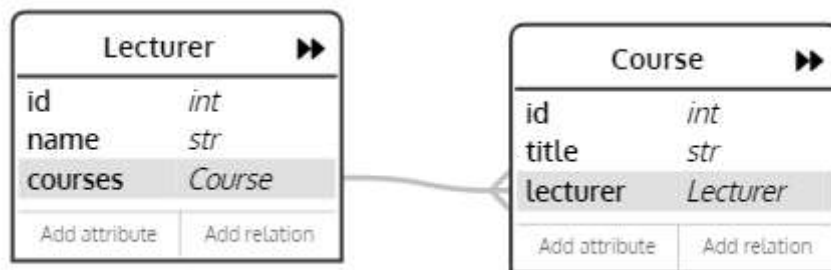 Lecturer
id int
name str
courses Course
Add attribute Add relation
Course
id int
title str
lecturer Lecturer
Add attribute Add relation